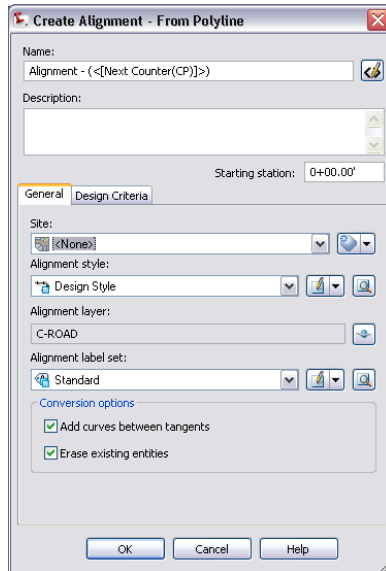 Create Alignment - From Polyline
Name:
Alignment - (<[Next Counter(CP)]>)
Description:
Starting station: 0+00.00'
General Design Criteria
Site:
<None>
Alignment style:
Design Style
Alignment layer:
C-ROAD
Alignment label set:
Standard
Conversion options
Add curves between tangents
Erase existing entities
OK Cancel Help